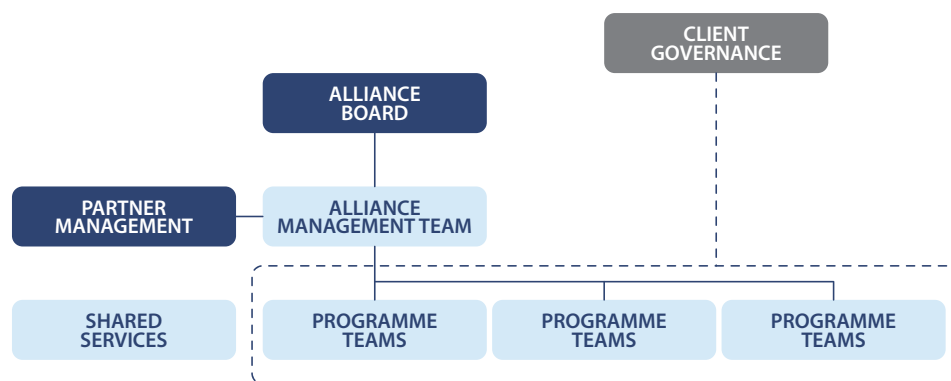 CLIENT
GOVERNANCE
ALLIANCE
BOARD
PARTNER
MANAGEMENT
ALLIANCE
MANAGEMENT TEAM
SHARED
SERVICES
PROGRAMME
TEAMS
PROGRAMME
TEAMS
PROGRAMME
TEAMS